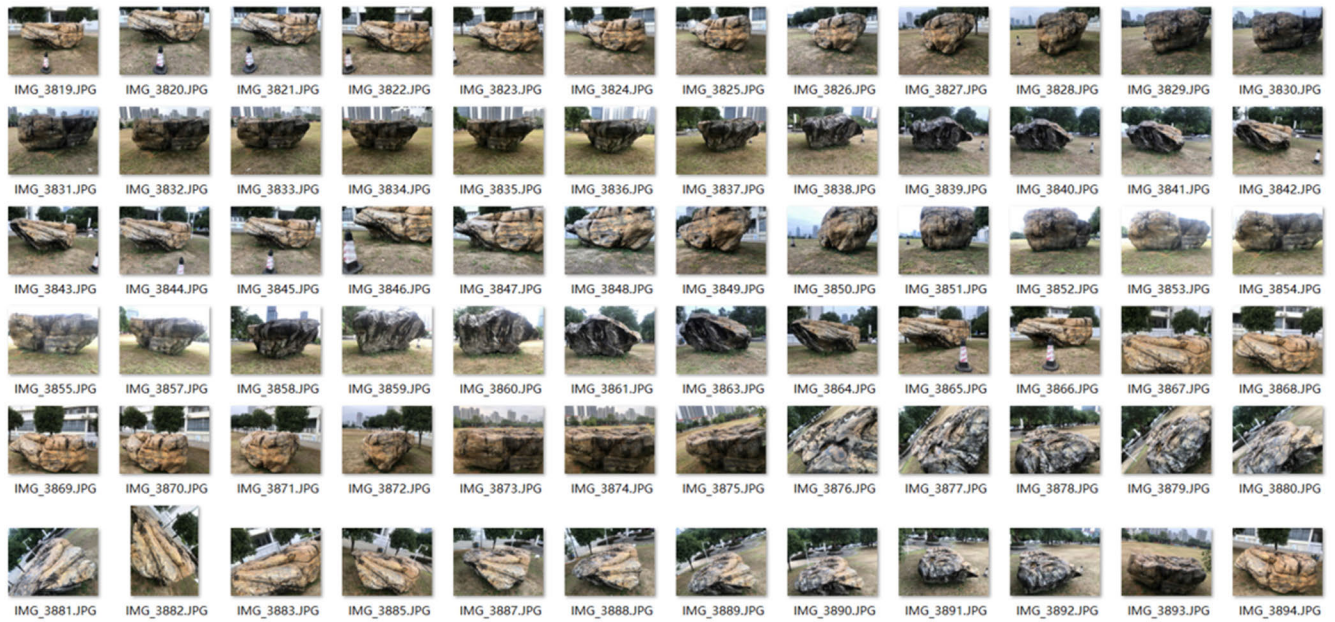 IMG_3819.JPG IMG_3820.JPG IMG_3821.JPG IMG_3822.JPG IMG_3823.JPG IMG_3824.JPG IMG_3825.JPG IMG_3826.JPG IMG_3827.JPG IMG_3828.JPG IMG_3829.JPG IMG_3830.JPG
IMG_3831.JPG IMG_3832.JPG IMG_3833.JPG IMG_3834.JPG IMG_3835.JPG IMG_3836.JPG IMG_3837.JPG IMG_3838.JPG IMG_3839.JPG IMG_3840.JPG IMG_3841.JPG IMG_3842.JPG
IMG_3843.JPG IMG_3844.JPG IMG_3845.JPG IMG_3846.JPG IMG_3847.JPG IMG_3848.JPG IMG_3849.JPG IMG_3850.JPG IMG_3851.JPG IMG_3852.JPG IMG_3853.JPG IMG_3854.JPG
IMG_3855.JPG IMG_3857.JPG IMG_3858.JPG IMG_3859.JPG IMG_3860.JPG IMG_3861.JPG IMG_3863.JPG IMG_3864.JPG IMG_3865.JPG IMG_3866.JPG IMG_3867.JPG IMG_3868.JPG
IMG_3869.JPG IMG_3870.JPG IMG_3871.JPG IMG_3872.JPG IMG_3873.JPG IMG_3874.JPG IMG_3875.JPG IMG_3876.JPG IMG_3877.JPG IMG_3878.JPG IMG_3879.JPG IMG_3880.JPG
IMG_3881.JPG IMG_3882.JPG IMG_3883.JPG IMG_3885.JPG IMG_3887.JPG IMG_3888.JPG IMG_3889.JPG IMG_3890.JPG IMG_3891.JPG IMG_3892.JPG IMG_3893.JPG IMG_3894.JPG